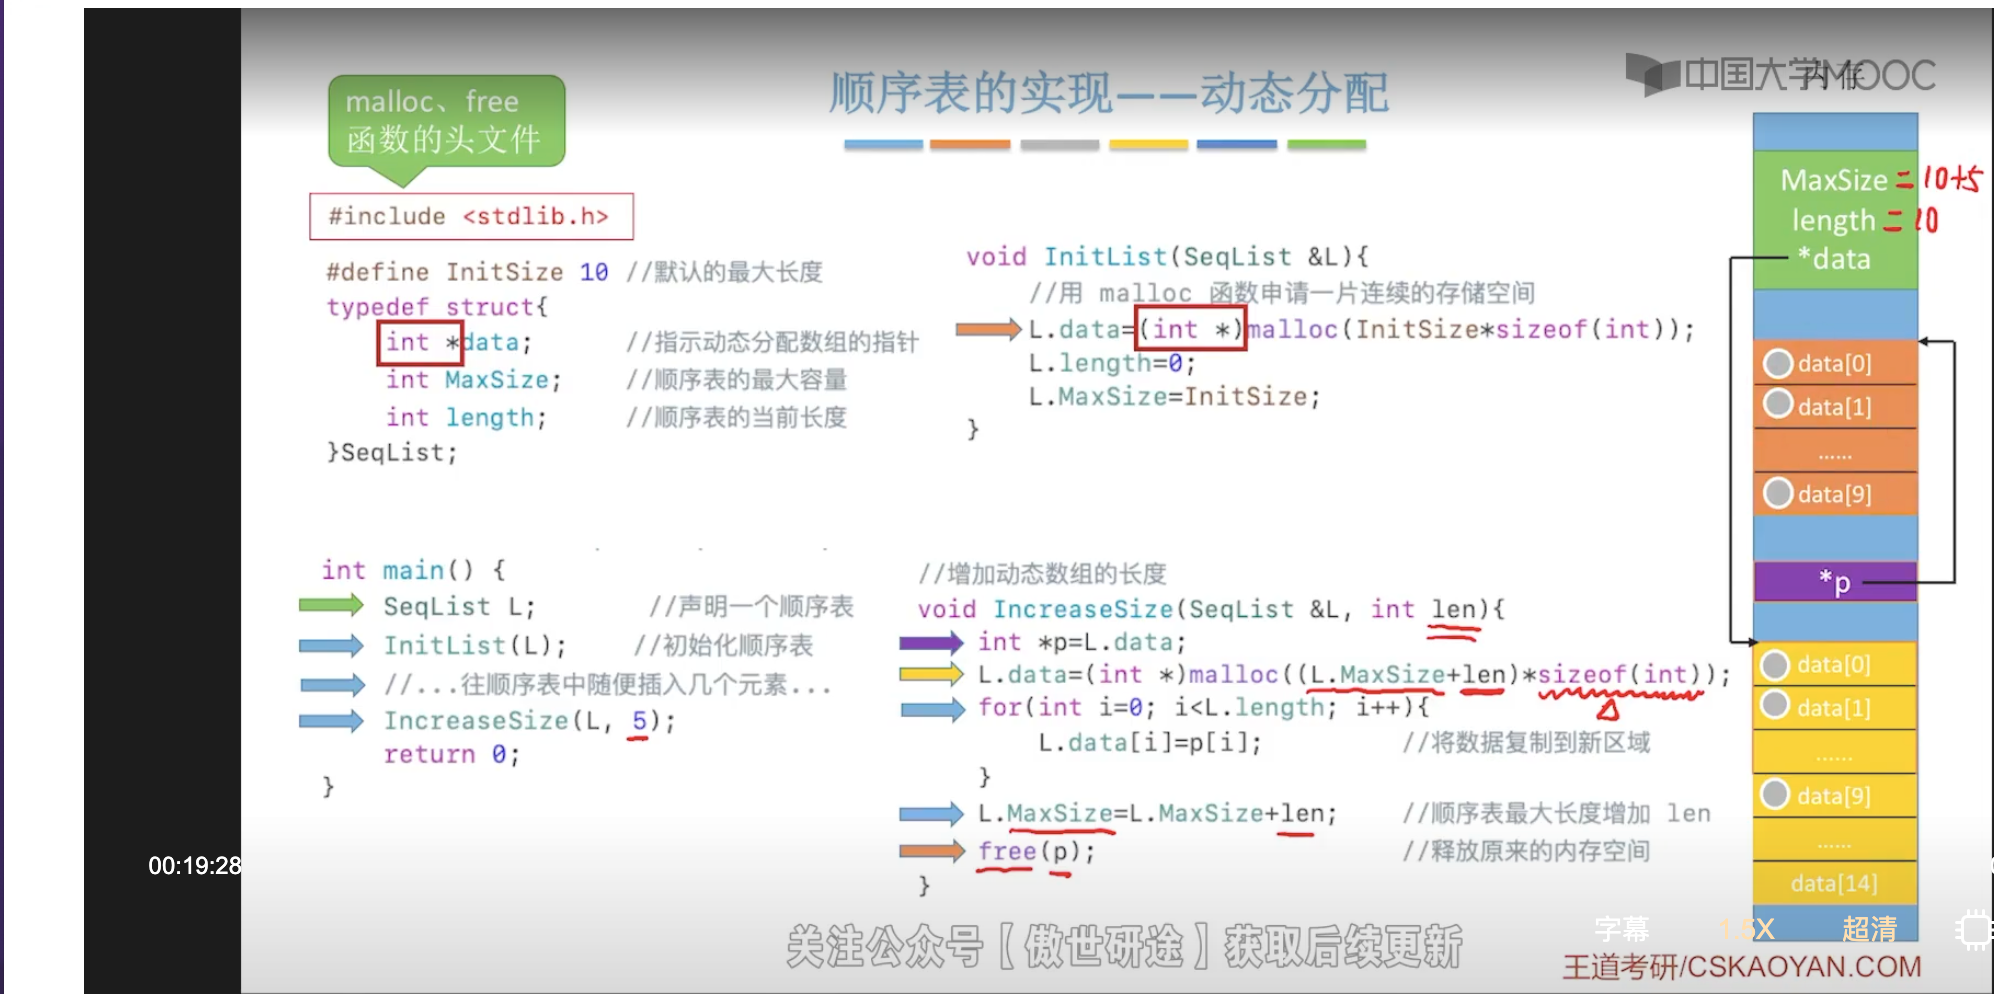 中国大学MOOC
内存
顺序表的实现——动态分配
malloc、free
函数的头文件
#include <stdlib.h>
#define InitSize 10 //默认的最大长度
typedef struct{
int *data; //指示动态分配数组的指针
int MaxSize; //顺序表的最大容量
int length; //顺序表的当前长度
}SeqList;
void InitList(SeqList &L){
//用 malloc 函数申请一片连续的存储空间
L.data=(int *)malloc(InitSize*sizeof(int));
L.length=0;
L.MaxSize=InitSize;
}
int main() {
SeqList L; //声明一个顺序表
InitList(L); //初始化顺序表
//...往顺序表中随便插入几个元素...
IncreaseSize(L, 5);
return 0;
}
//增加动态数组的长度
void IncreaseSize(SeqList &L, int len){
int *p=L.data;
L.data=(int *)malloc((L.MaxSize+len)*sizeof(int));
for(int i=0; i<L.length; i++){
L.data[i]=p[i]; //将数据复制到新区域
}
L.MaxSize=L.MaxSize+len; //顺序表最大长度增加 len
free(p); //释放原来的内存空间
}
MaxSize = 10+5
length = 10
*data
data[0]
data[1]
......
data[9]
*p
data[0]
data[1]
......
data[9]
......
data[14]
00:19:28
关注公众号【傲世研途】获取后续更新
字幕
1.5X
超清
王道考研/CSKAOYAN.COM